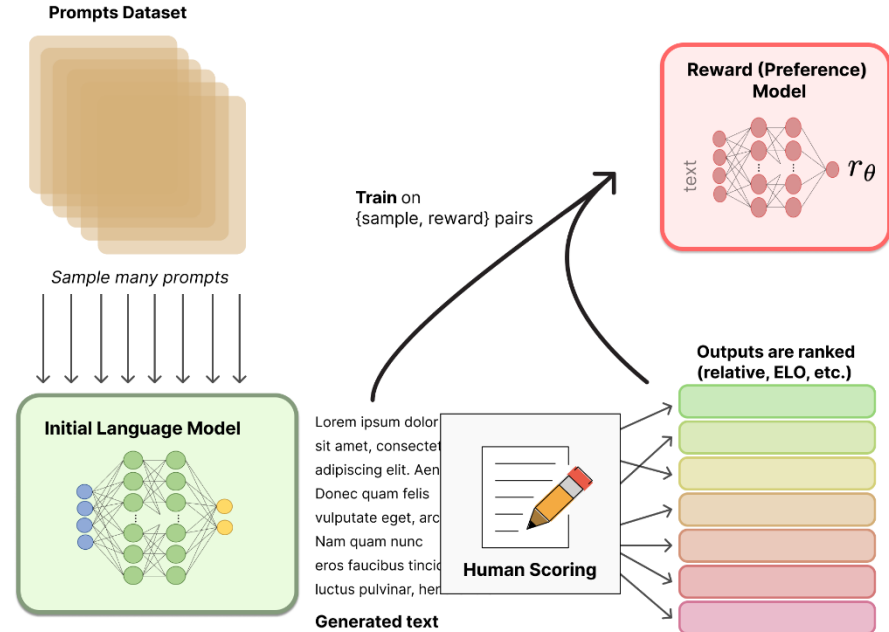 Prompts Dataset
Sample many prompts
Initial Language Model
Train on
{sample, reward} pairs
Reward (Preference)
Model
text
rθ
Lorem ipsum dolor
sit amet, consectet
adipiscing elit. Aen
Donec quam felis
vulputate eget, arc
Nam quam nunc
eros faucibus tincid
luctus pulvinar, her
Generated text
Human Scoring
Outputs are ranked
(relative, ELO, etc.)